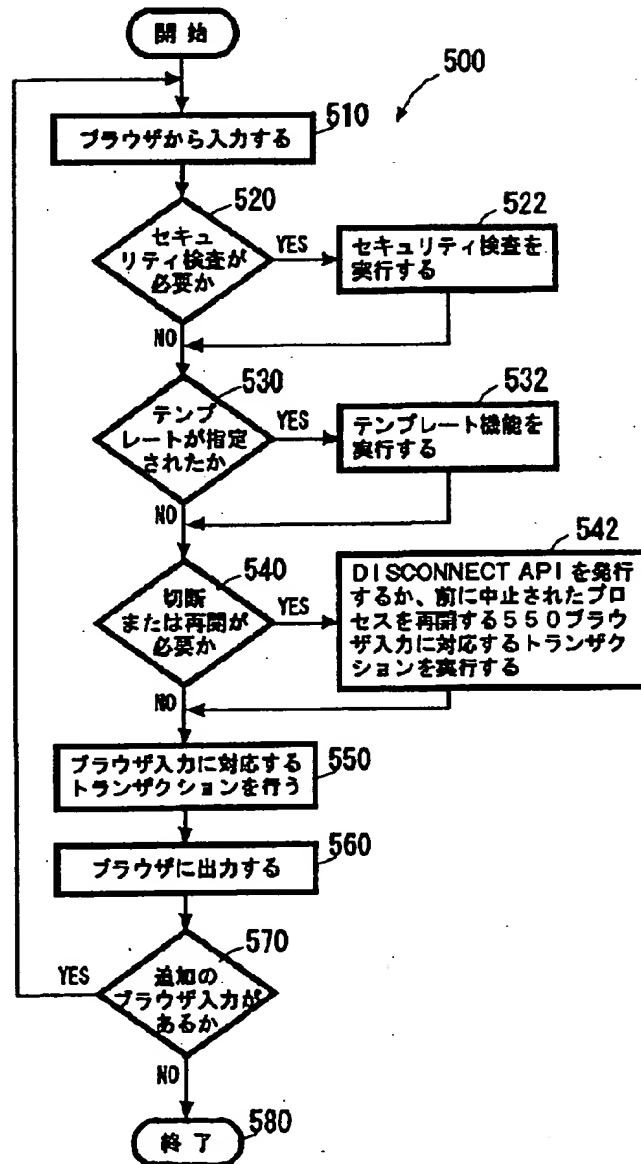 開始
500
510
ブラウザから入力する
520
522
セキュ
リティ検査が
必要か
YES
セキュリティ検査を
実行する
NO
530
532
テンプ
レートが指定
されたか
YES
テンプレート機能を
実行する
NO
540
542
切断
または再開が
必要か
YES
DISCONNECT APIを発行
するか、前に中止されたプロ
セスを再開する550ブラウ
ザ入力に対応するトランザク
ションを実行する
NO
ブラウザ入力に対応する
トランザクションを行う
550
560
ブラウザに出力する
570
YES
追加の
ブラウザ入力が
あるか
NO
終了
580